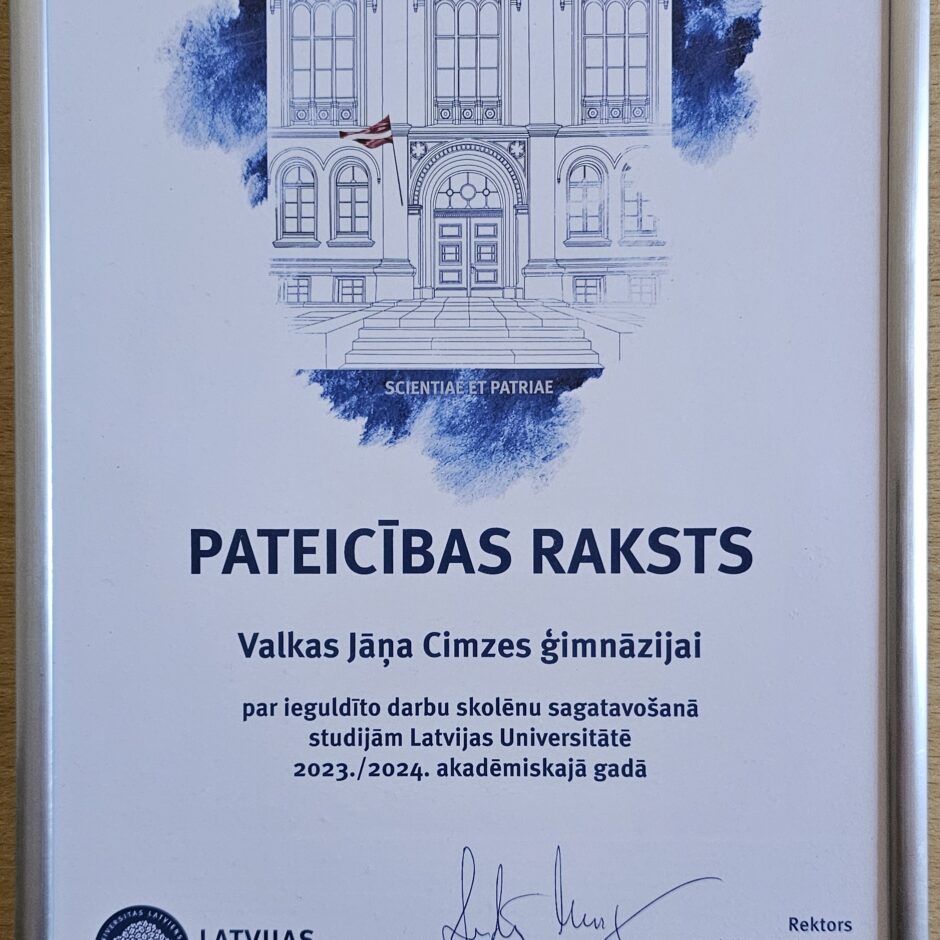 SCIENTIAE ET PATRIAE
PATEICĪBAS RAKSTS
Valkas Jāņa Cimzes ģimnāzijai
par ieguldīto darbu skolēnu sagatavošanā
studijām Latvijas Universitātē
2023./2024. akadēmiskajā gadā
Rektors
LATVIJAS